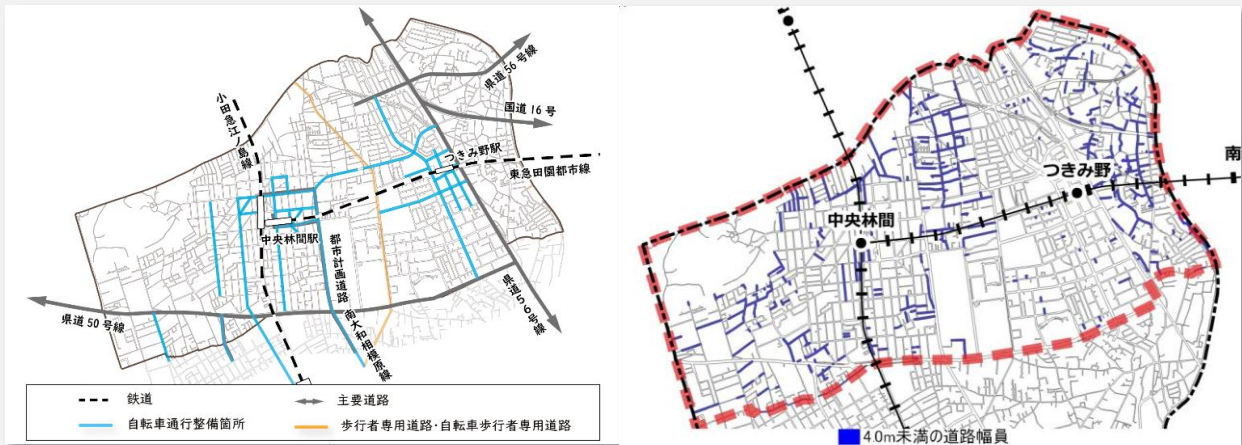 県道56号線
国道16号
小田急江ノ島線
つきみ野駅
東急田園都市線
中央林間駅
都市計画道路 南大和相模原線
県道50号線
県道56号線
鉄道
主要道路
自転車通行整備箇所
歩行者専用道路・自転車歩行者専用道路
つきみ野
南
中央林間
4.0m未満の道路幅員